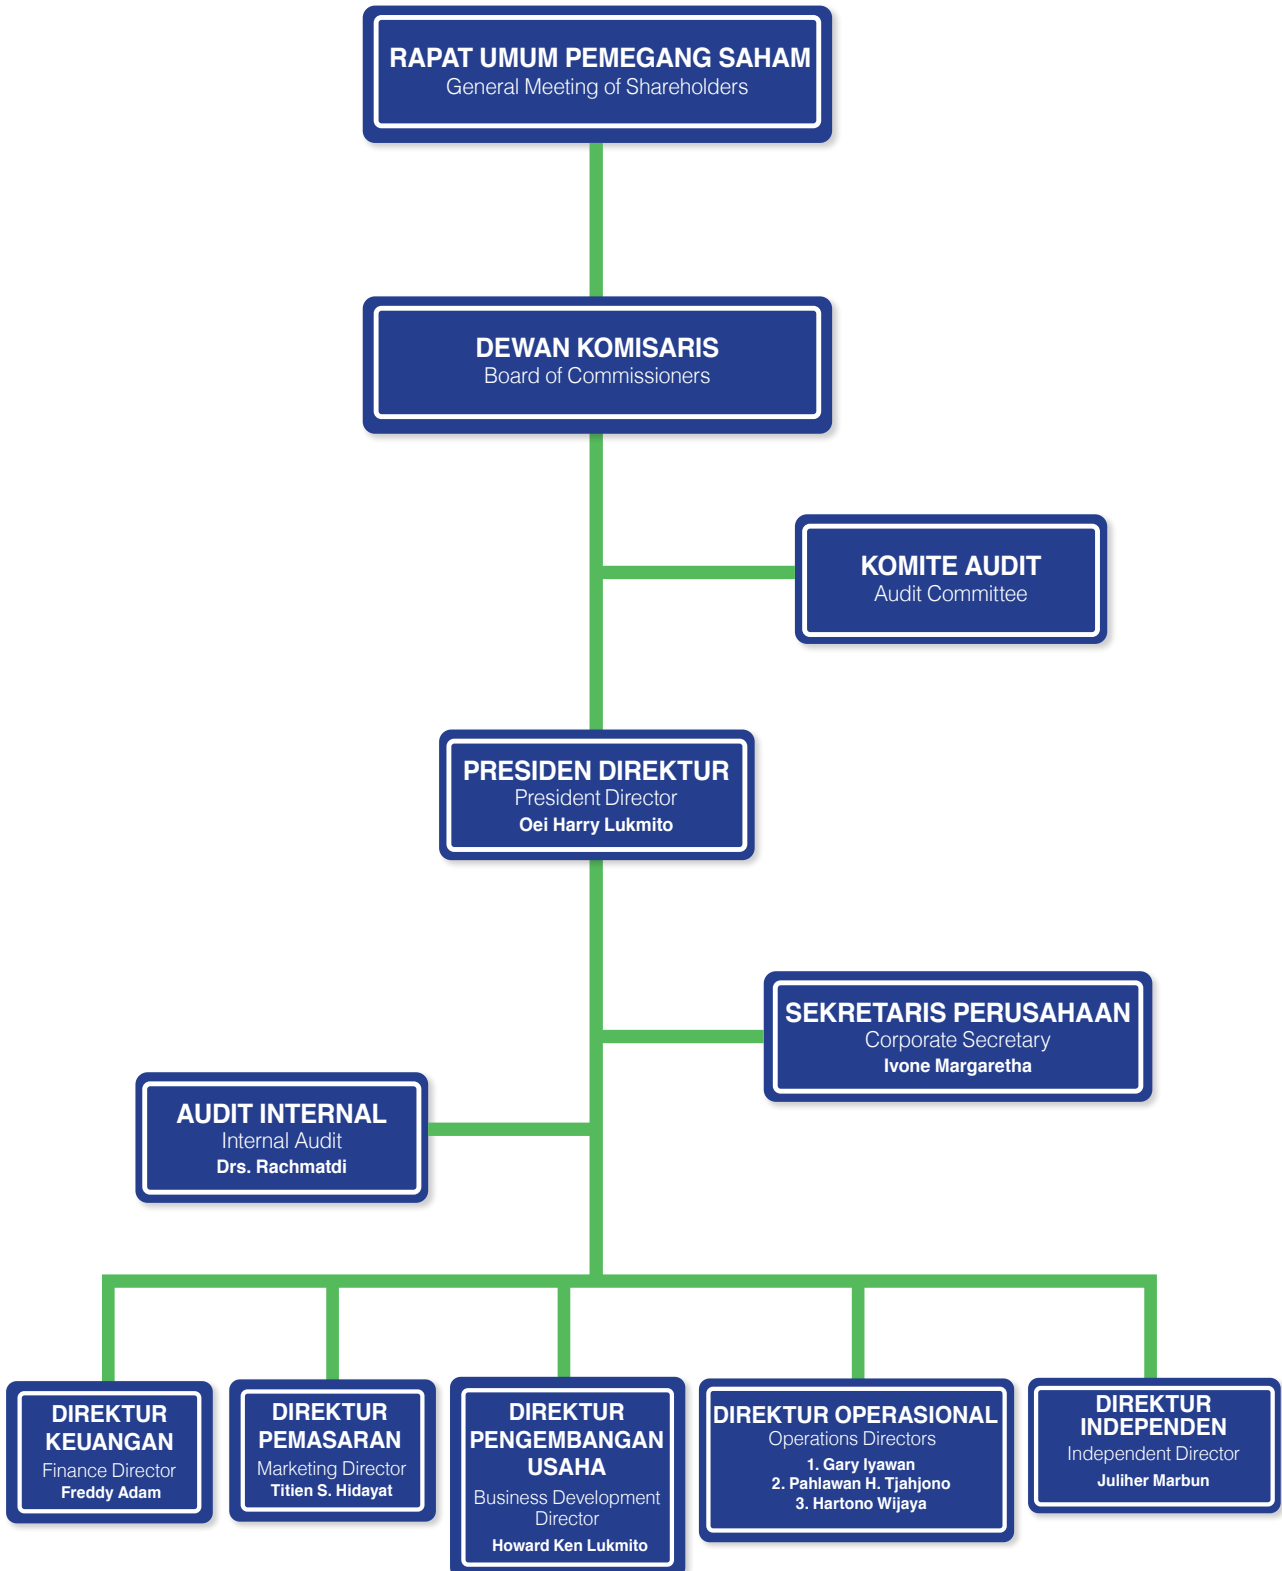 RAPAT UMUM PEMEGANG SAHAM
General Meeting of Shareholders
DEWAN KOMISARIS
Board of Commissioners
KOMITE AUDIT
Audit Committee
PRESIDEN DIREKTUR
President Director
Oei Harry Lukmito
SEKRETARIS PERUSAHAAN
Corporate Secretary
Ivone Margaretha
AUDIT INTERNAL
Internal Audit
Drs. Rachmatdi
DIREKTUR
KEUANGAN
Finance Director
Freddy Adam
DIREKTUR
PEMASARAN
Marketing Director
Titien S. Hidayat
DIREKTUR
PENGEMBANGAN
USAHA
Business Development
Director
Howard Ken Lukmito
DIREKTUR OPERASIONAL
Operations Directors
1. Gary Iyawan
2. Pahlawan H. Tjahjono
3. Hartono Wijaya
DIREKTUR
INDEPENDEN
Independent Director
Juliher Marbun